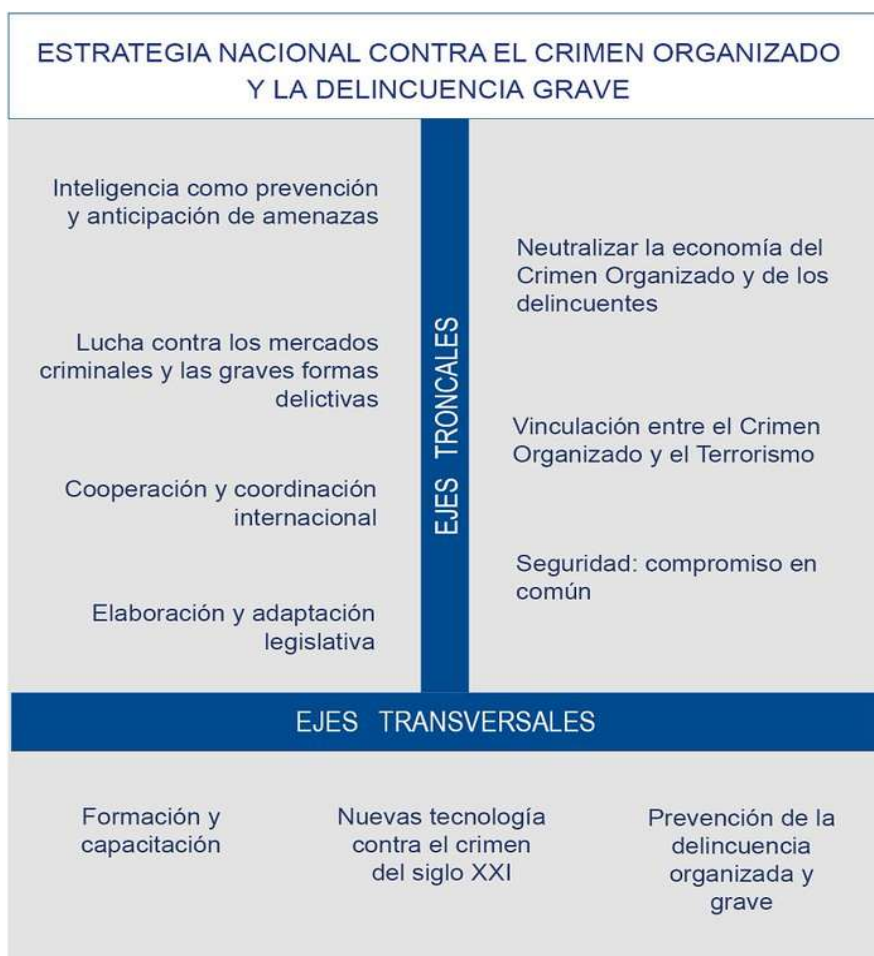 ESTRATEGIA NACIONAL CONTRA EL CRIMEN ORGANIZADO
Y LA DELINCUENCIA GRAVE
Inteligencia como prevención
y anticipación de amenazas
Lucha contra los mercados
criminales y las graves formas
delictivas
Cooperación y coordinación
internacional
Elaboración y adaptación
legislativa
EJES TRONCALES
Neutralizar la economía del
Crimen Organizado y de los
delincuentes
Vinculación entre el Crimen
Organizado y el Terrorismo
Seguridad: compromiso en
común
EJES TRANSVERSALES
Formación y
capacitación
Nuevas tecnología
contra el crimen
del siglo XXI
Prevención de la
delincuencia
organizada y
grave